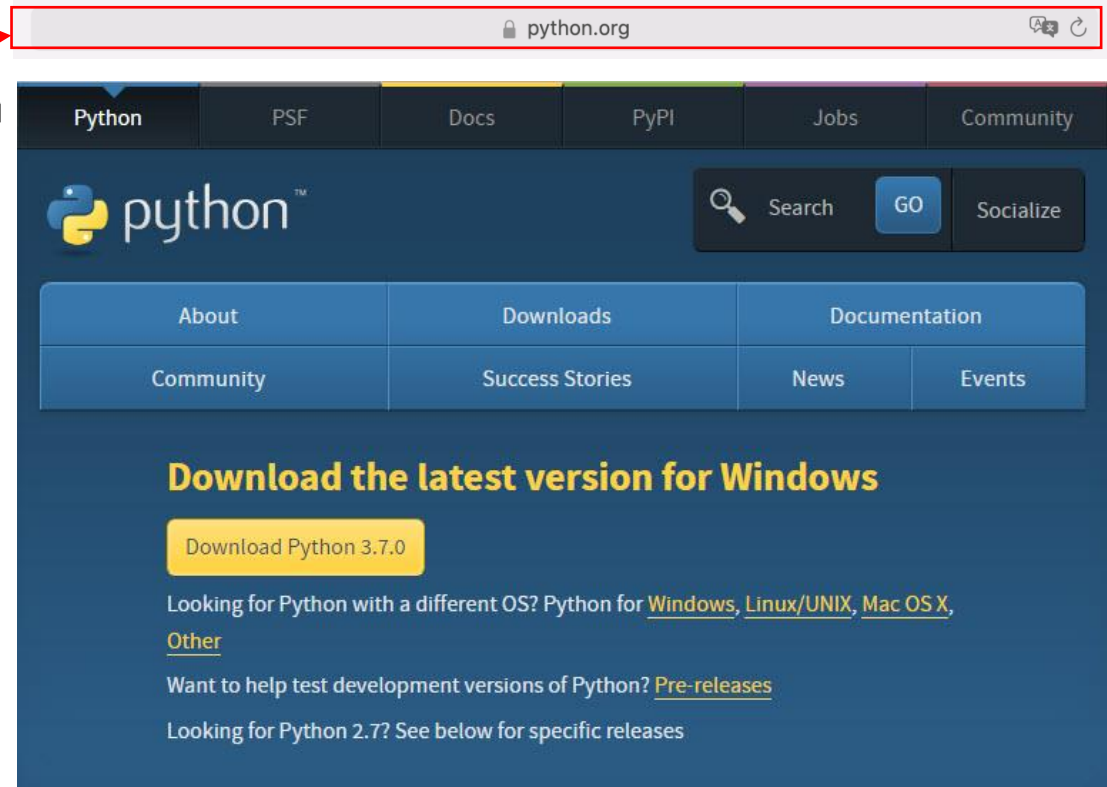 python.org
Python PSF Docs PyPI Jobs Community
python™ Search GO Socialize
About Downloads Documentation
Community Success Stories News Events
Download the latest version for Windows
Download Python 3.7.0
Looking for Python with a different OS? Python for Windows, Linux/UNIX, Mac OS X,
Other
Want to help test development versions of Python? Pre-releases
Looking for Python 2.7? See below for specific releases